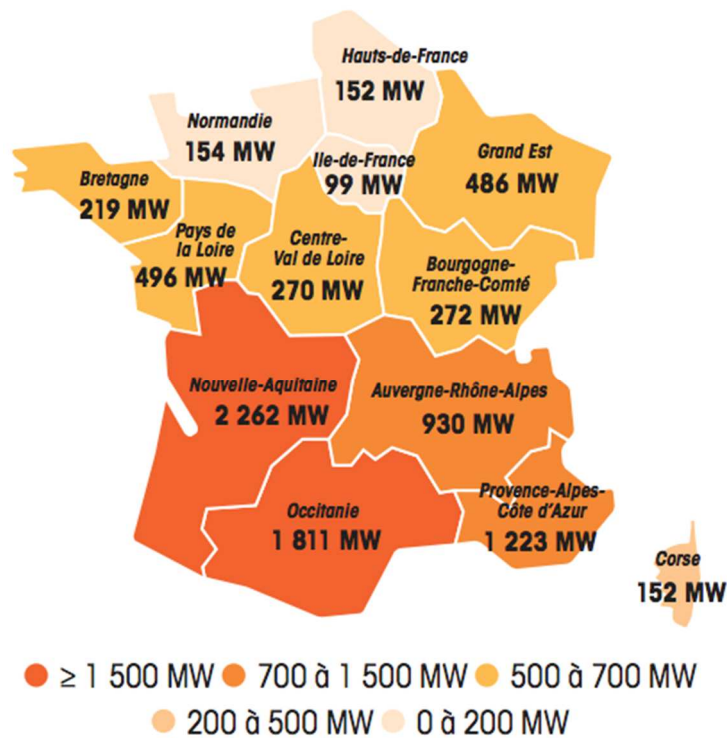 Hauts-de-France
152 MW
Normandie
154 MW
Ile-de-France
99 MW
Grand Est
486 MW
Bretagne
219 MW
Pays de
la Loire
496 MW
Centre-
Val de Loire
270 MW
Bourgogne-
Franche-Comté
272 MW
Nouvelle-Aquitaine
2 262 MW
Auvergne-Rhône-Alpes
930 MW
Occitanie
1 811 MW
Provence-Alpes-
Côte d'Azur
1 223 MW
Corse
152 MW
≥ 1 500 MW
700 à 1 500 MW
500 à 700 MW
200 à 500 MW
0 à 200 MW